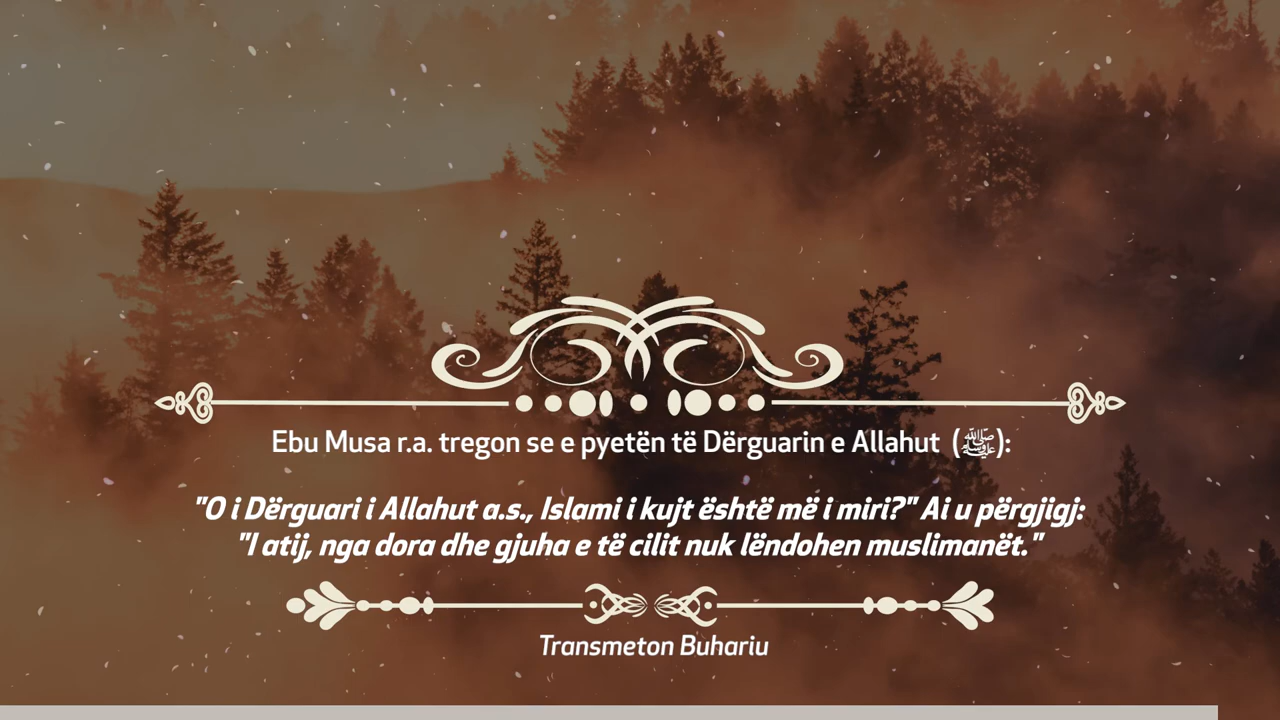 Ebu Musa r.a. tregon se e pyetën të Dërguarin e Allahut (ﷺ):
"O i Dërguari i Allahut a.s., Islami i kujt është më i miri?" Ai u përgjigj:
"I atij, nga dora dhe gjuha e të cilit nuk lëndohen muslimanët."
Transmeton Buhariu